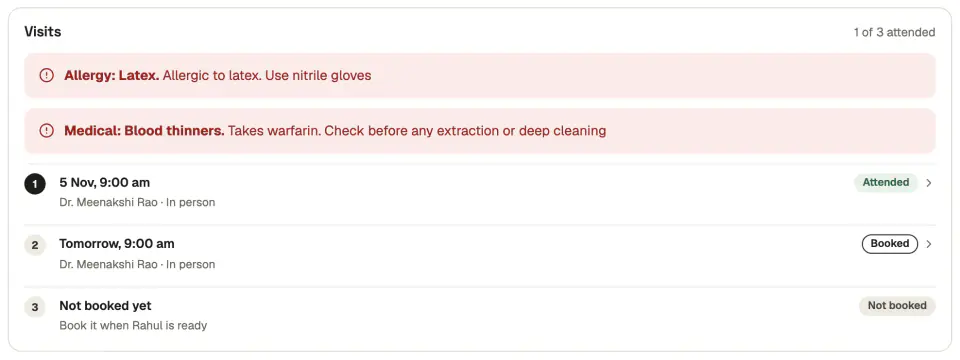 Visits
1 of 3 attended
Allergy: Latex. Allergic to latex. Use nitrile gloves
Medical: Blood thinners. Takes warfarin. Check before any extraction or deep cleaning
1
5 Nov, 9:00 am
Attended
Dr. Meenakshi Rao · In person
2
Tomorrow, 9:00 am
Booked
Dr. Meenakshi Rao · In person
3
Not booked yet
Not booked
Book it when Rahul is ready